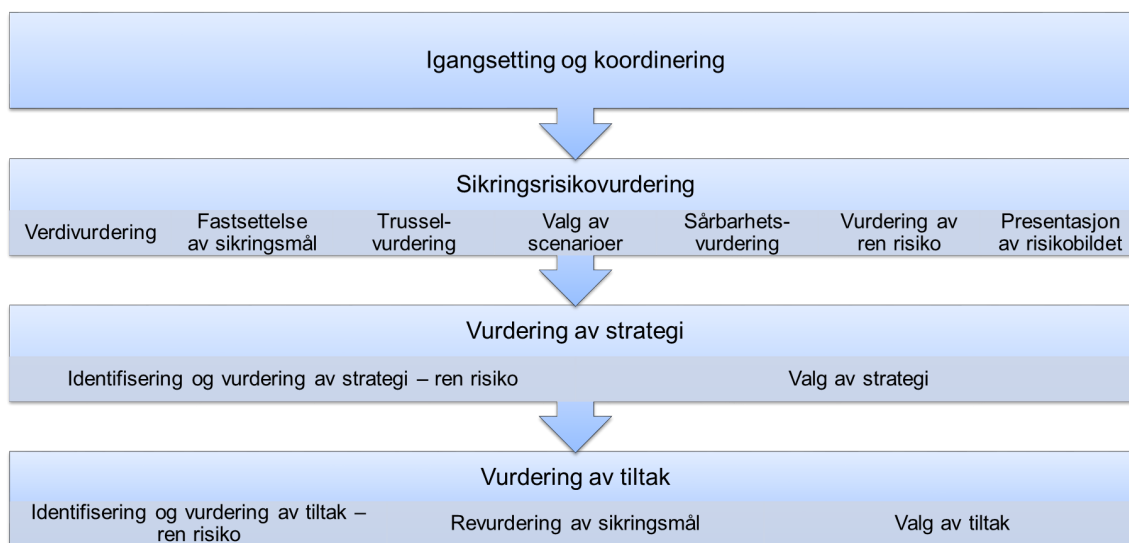 Igangsetting og koordinering
Sikringsrisikovurdering
Verdivurdering
Fastsettelse
av sikringsmål
Trussel-
vurdering
Valg av
scenarioer
Sårbarhets-
vurdering
Vurdering av
ren risiko
Presentasjon
av risikobildet
Vurdering av strategi
Identifisering og vurdering av strategi – ren risiko
Valg av strategi
Vurdering av tiltak
Identifisering og vurdering av tiltak –
ren risiko
Revurdering av sikringsmål
Valg av tiltak